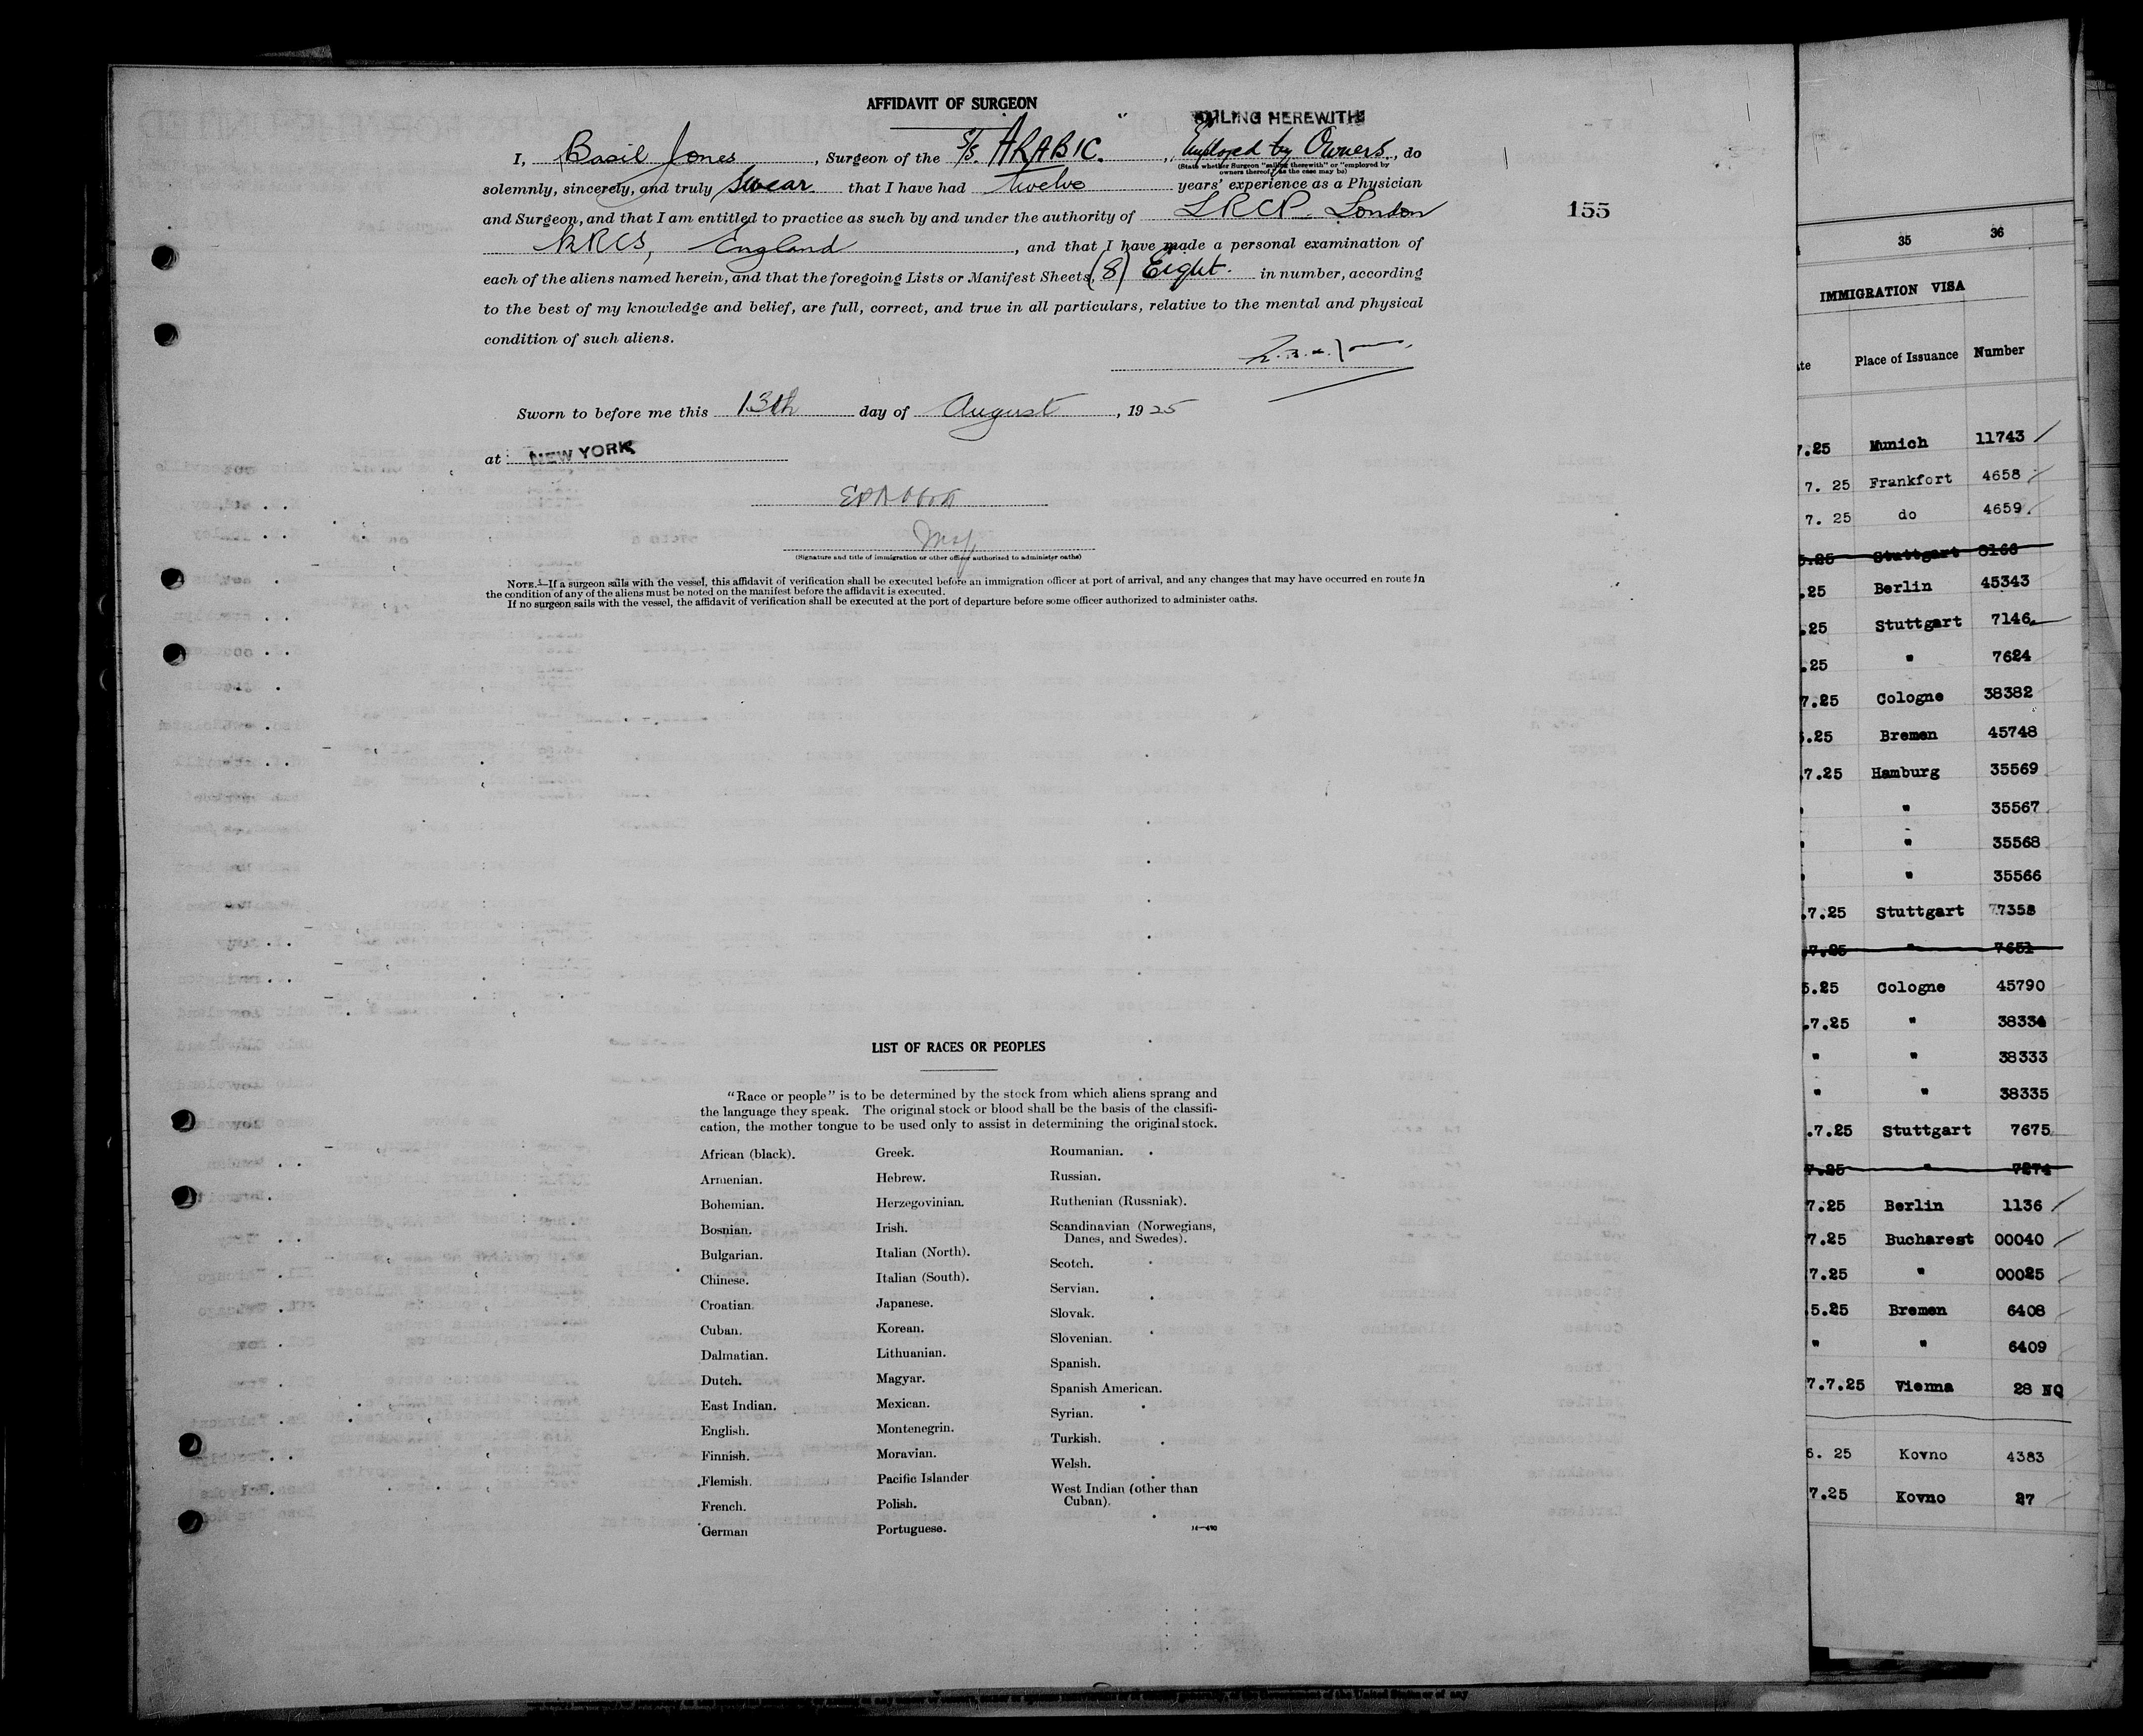 AFFIDAVIT OF SURGEON
SAILING HEREWITH
I, Basil Jones, Surgeon of the S/S ARABIC., Employed by Owners, do
(State whether Surgeon "sailing therewith" or "employed by
owners thereof," as the case may be)
solemnly, sincerely, and truly swear that I have had twelve years' experience as a Physician
and Surgeon, and that I am entitled to practice as such by and under the authority of LRCP. London
MRCS, England, and that I have made a personal examination of
each of the aliens named herein, and that the foregoing Lists or Manifest Sheets, (8) Eight. in number, according
to the best of my knowledge and belief, are full, correct, and true in all particulars, relative to the mental and physical
condition of such aliens.
Sworn to before me this 13th day of August, 1925
at NEW YORK
Insp
(Signature and title of immigration or other officer authorized to administer oaths)
NOTE.—If a surgeon sails with the vessel, this affidavit of verification shall be executed before an immigration officer at port of arrival, and any changes that may have occurred en route in
the condition of any of the aliens must be noted on the manifest before the affidavit is executed.
If no surgeon sails with the vessel, the affidavit of verification shall be executed at the port of departure before some officer authorized to administer oaths.
155
LIST OF RACES OR PEOPLES
"Race or people" is to be determined by the stock from which aliens sprang and
the language they speak. The original stock or blood shall be the basis of the classifi-
cation, the mother tongue to be used only to assist in determining the original stock.
African (black).
Armenian.
Bohemian.
Bosnian.
Bulgarian.
Chinese.
Croatian.
Cuban.
Dalmatian.
Dutch.
East Indian.
English.
Finnish.
Flemish.
French.
German
Greek.
Hebrew.
Herzegovinian.
Irish.
Italian (North).
Italian (South).
Japanese.
Korean.
Lithuanian.
Magyar.
Mexican.
Montenegrin.
Moravian.
Pacific Islander
Polish.
Portuguese.
Roumanian.
Russian.
Ruthenian (Russniak).
Scandinavian (Norwegians,
Danes, and Swedes).
Scotch.
Servian.
Slovak.
Slovenian.
Spanish.
Spanish American.
Syrian.
Turkish.
Welsh.
West Indian (other than
Cuban).
35 36
IMMIGRATION VISA
te Place of Issuance Number
7.25 Munich 11743
7. 25 Frankfort 4658
7. 25 do 4659.
5.25 Stuttgart 8166
.25 Berlin 45343
.25 Stuttgart 7146
.25 " 7624
7.25 Cologne 38382
.25 Bremen 45748
.7.25 Hamburg 35569
" 35567
" 35568
" 35566
.7.25 Stuttgart 77358
7.25 " 7651
5.25 Cologne 45790
.7.25 " 38334
" " 38333
" " 38335
.7.25 Stuttgart 7675
7.25 " 7274
7.25 Berlin 1136
7.25 Bucharest 00040
7.25 " 00025
5.25 Bremen 6408
" " 6409
7.7.25 Vienna 28 NQ
6. 25 Kovno 4383
7.25 Kovno 27